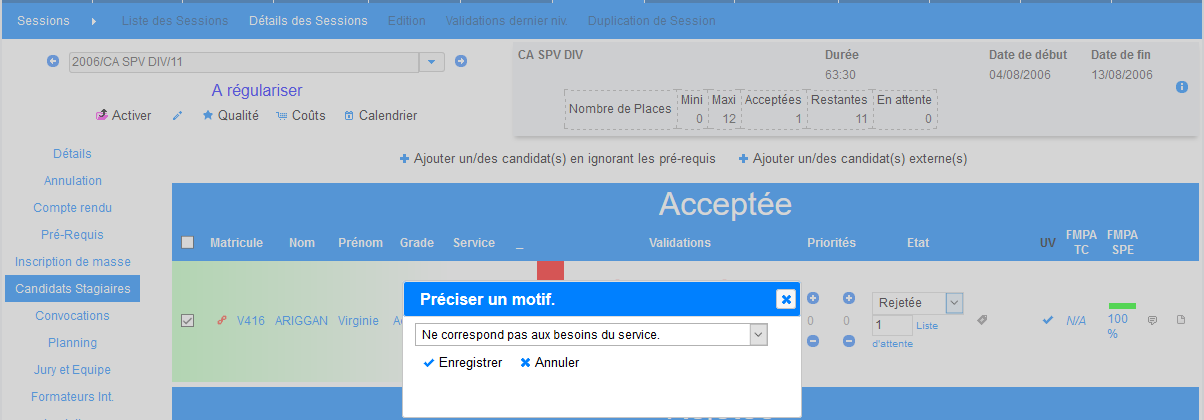 Sessions Liste des Sessions Détails des Sessions Edition Validations dernier niv. Duplication de Session
2006/CA SPV DIV/11
A régulariser
Activer Qualité Coûts Calendrier
CA SPV DIV Durée Date de début Date de fin
63:30 04/08/2006 13/08/2006
Nombre de Places Mini Maxi Acceptées Restantes En attente
0 12 1 11 0
Ajouter un/des candidat(s) en ignorant les pré-requis Ajouter un/des candidat(s) externe(s)
Détails
Annulation
Compte rendu
Pré-Requis
Inscription de masse
Candidats Stagiaires
Convocations
Planning
Jury et Equipe
Formateurs Int.
Acceptée
Matricule Nom Prénom Grade Service _ Validations Priorités Etat UV FMPA TC FMPA SPE
V416 ARIGGAN Virginie
0 0
Rejetée
1 Liste
d'attente
N/A
100
%
Préciser un motif.
Ne correspond pas aux besoins du service.
Enregistrer Annuler